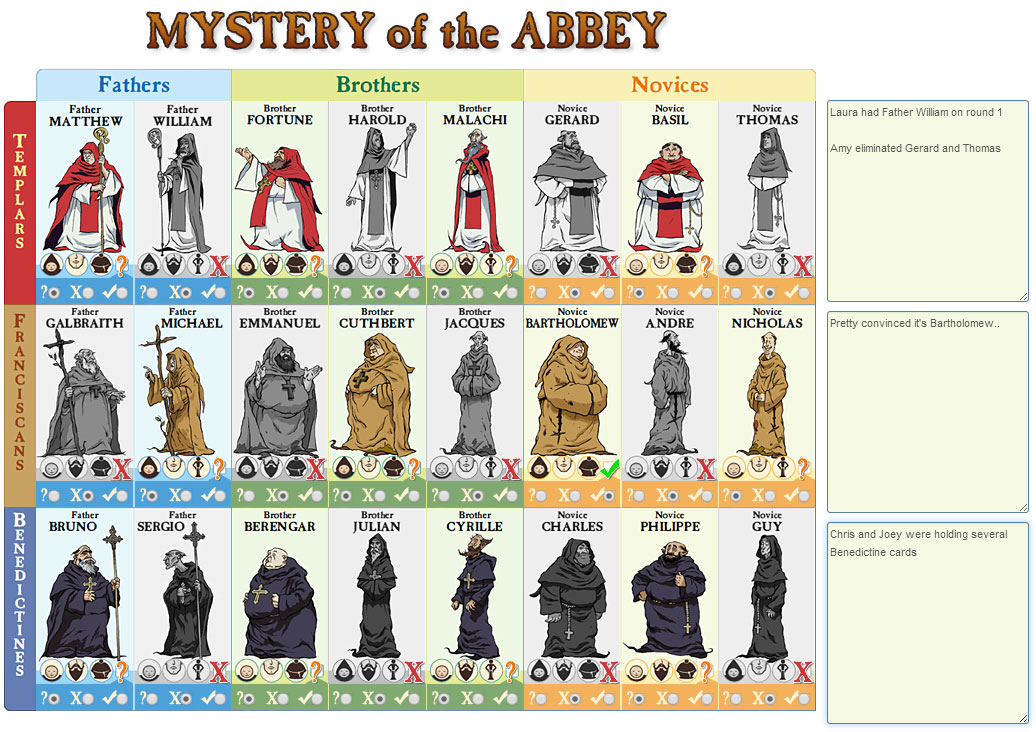 MYSTERY of the ABBEY
Fathers
Brothers
Novices
TEMPLARS
Father
MATTHEW
Father
WILLIAM
Brother
FORTUNE
Brother
HAROLD
Brother
MALACHI
Novice
GERARD
Novice
BASIL
Novice
THOMAS
? X ? ? X ? X ? X
?X✓ ?X✓ ?X✓ ?X✓ ?X✓ ?X✓ ?X✓ ?X✓
Laura had Father William on round 1
Amy eliminated Gerard and Thomas
FRANCISCANS
Father
GALBRAITH
Father
MICHAEL
Brother
EMMANUEL
Brother
CUTHBERT
Brother
JACQUES
Novice
BARTHOLOMEW
Novice
ANDRE
Novice
NICHOLAS
X ? X ? X ✓ X ?
?X✓ ?X✓ ?X✓ ?X✓ ?X✓ ?X✓ ?X✓ ?X✓
Pretty convinced it's Bartholomew..
BENEDICTINES
Father
BRUNO
Father
SERGIO
Brother
BERENGAR
Brother
JULIAN
Brother
CYRILLE
Novice
CHARLES
Novice
PHILIPPE
Novice
GUY
? X ? X ? X ? X
?X✓ ?X✓ ?X✓ ?X✓ ?X✓ ?X✓ ?X✓ ?X✓
Chris and Joey were holding several
Benedictine cards